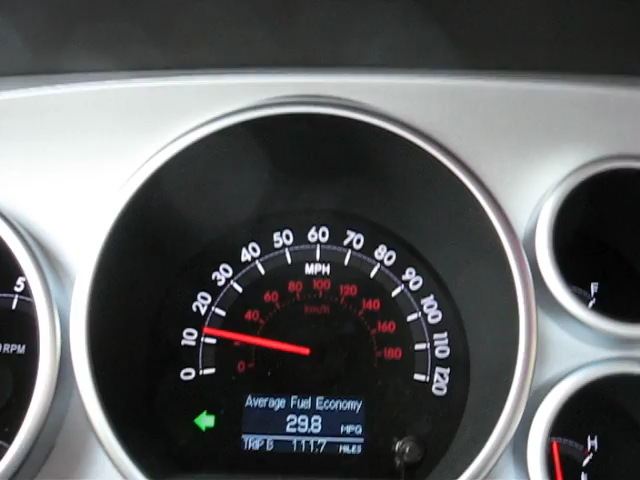 5
0 RPM
0 10 20 30 40 50 60 70 80 90 100 110 120
MPH
0 40 60 80 100 120 140 160 180
km/h
Average Fuel Economy
29.8 MPG
TRIP B 111.7 MILES
F
H